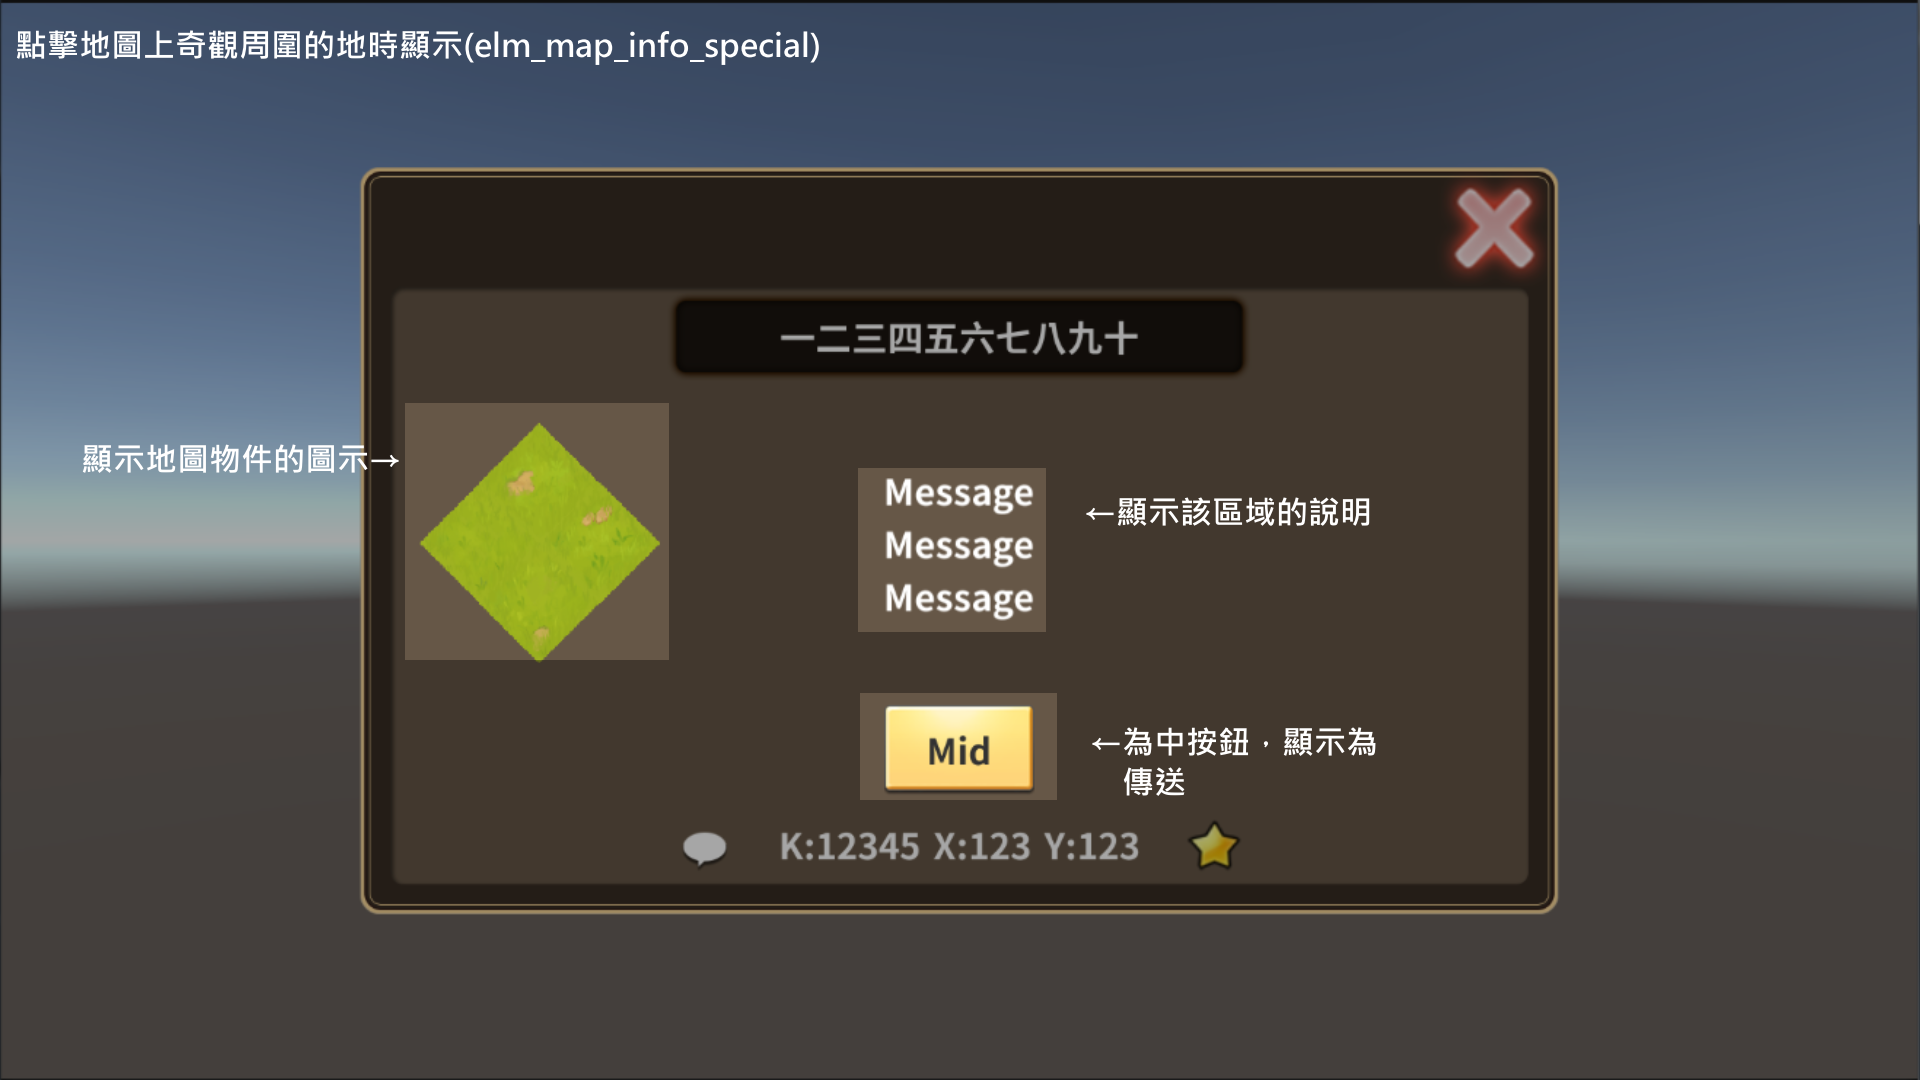 點擊地圖上奇觀周圍的地時顯示(elm_map_info_special)
一二三四五六七八九十
顯示地圖物件的圖示→
Message
Message
Message
←顯示該區域的說明
Mid
←為中按鈕，顯示為
傳送
K:12345 X:123 Y:123